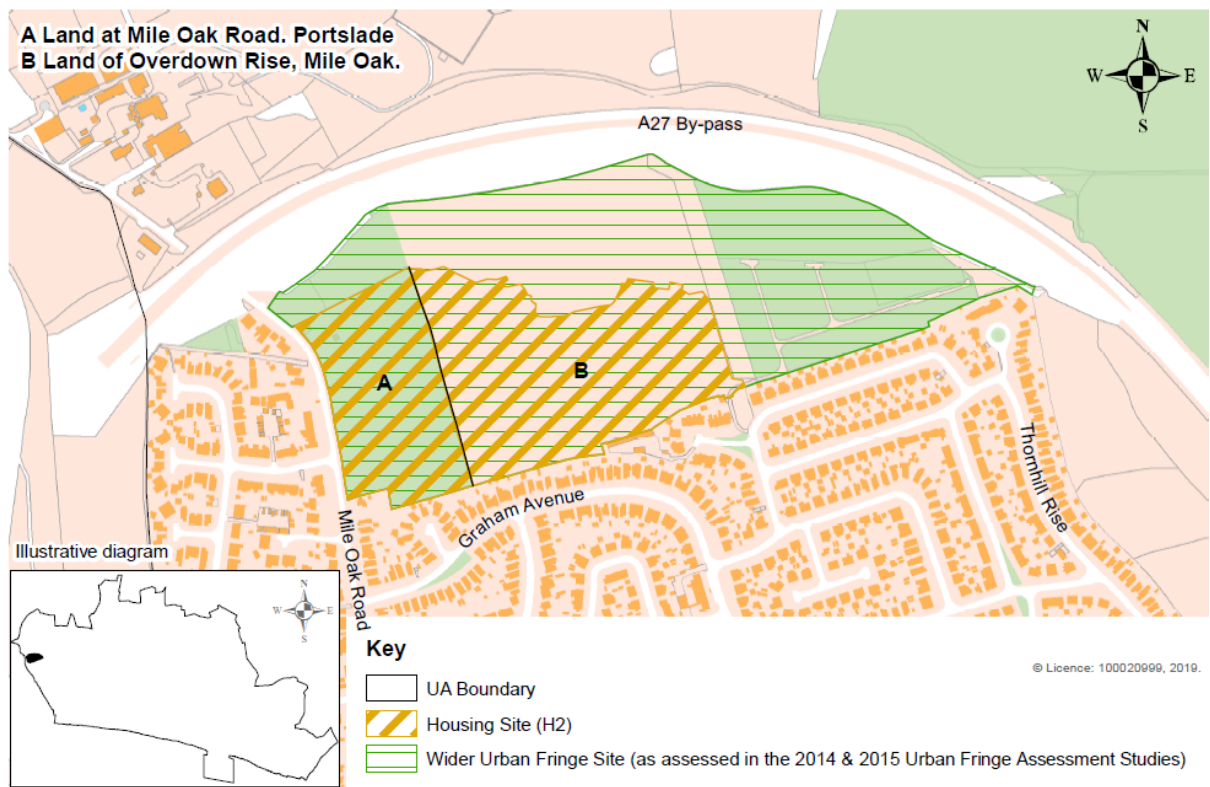 A Land at Mile Oak Road. Portslade
B Land of Overdown Rise, Mile Oak.
N
W E
S
A27 By-pass
A
B
Graham Avenue
Thornhill Rise
Mile Oak Road
Illustrative diagram
N
W E
S
Key
UA Boundary
Housing Site (H2)
Wider Urban Fringe Site (as assessed in the 2014 & 2015 Urban Fringe Assessment Studies)
© Licence: 100020999, 2019.